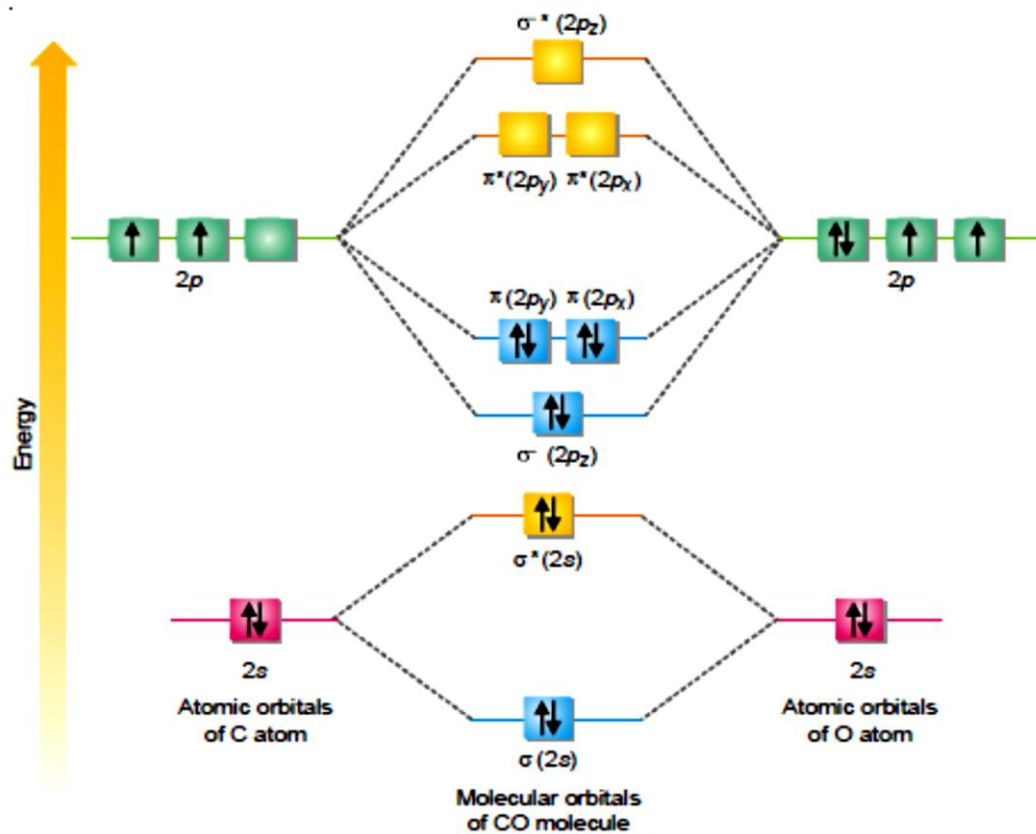 σ*(2pz)
π*(2py) π*(2px)
2p
2p
π(2py) π(2px)
σ (2pz)
Energy
σ*(2s)
2s
2s
Atomic orbitals
of C atom
Atomic orbitals
of O atom
σ(2s)
Molecular orbitals
of CO molecule